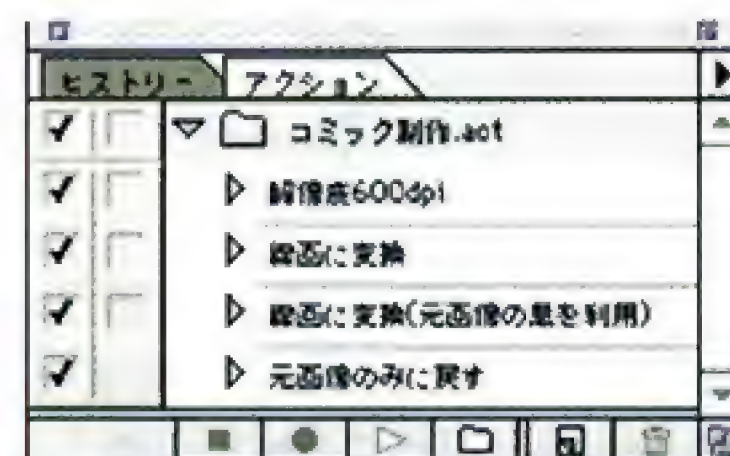 ヒストリー アクション
コミック制作.act
解像度600dpi
線画に変換
線画に変換(元画像の黒を利用)
元画像のみに戻す